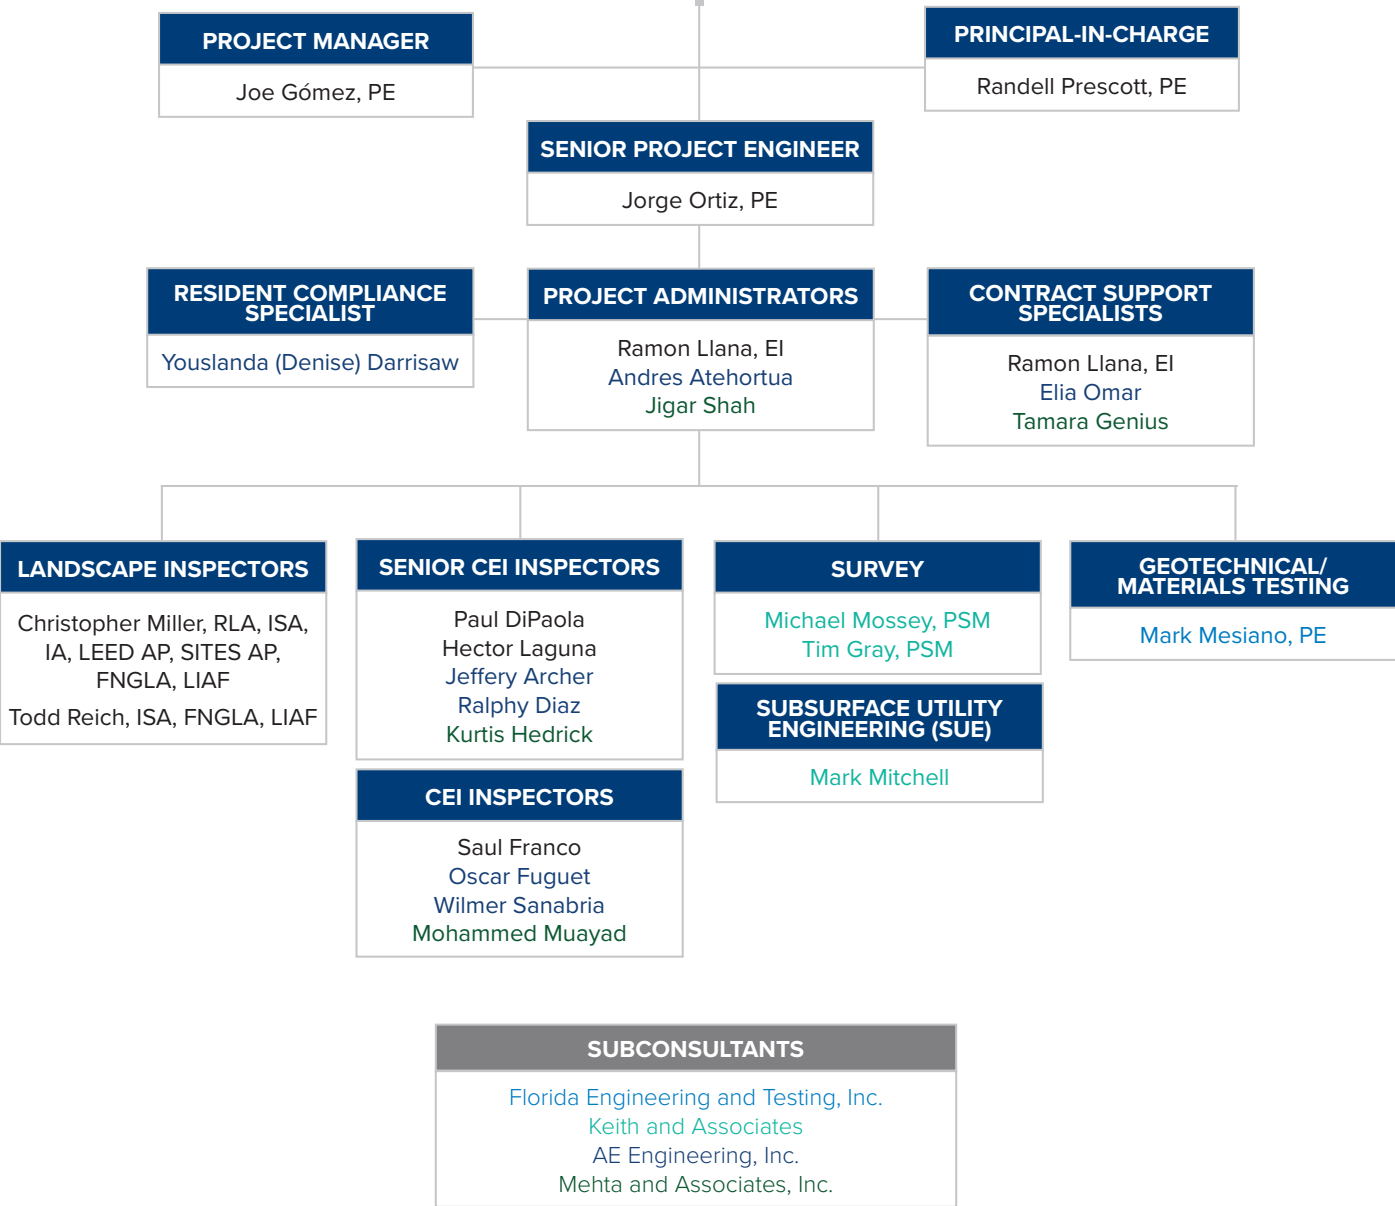 PROJECT MANAGER
Joe Gómez, PE
PRINCIPAL-IN-CHARGE
Randell Prescott, PE
SENIOR PROJECT ENGINEER
Jorge Ortiz, PE
RESIDENT COMPLIANCE
SPECIALIST
Youslanda (Denise) Darrisaw
PROJECT ADMINISTRATORS
Ramon Llana, EI
Andres Atehortua
Jigar Shah
CONTRACT SUPPORT
SPECIALISTS
Ramon Llana, EI
Elia Omar
Tamara Genius
LANDSCAPE INSPECTORS
Christopher Miller, RLA, ISA,
IA, LEED AP, SITES AP,
FNGLA, LIAF
Todd Reich, ISA, FNGLA, LIAF
SENIOR CEI INSPECTORS
Paul DiPaola
Hector Laguna
Jeffery Archer
Ralphy Diaz
Kurtis Hedrick
CEI INSPECTORS
Saul Franco
Oscar Fuguet
Wilmer Sanabria
Mohammed Muayad
SURVEY
Michael Mossey, PSM
Tim Gray, PSM
SUBSURFACE UTILITY
ENGINEERING (SUE)
Mark Mitchell
GEOTECHNICAL/
MATERIALS TESTING
Mark Mesiano, PE
SUBCONSULTANTS
Florida Engineering and Testing, Inc.
Keith and Associates
AE Engineering, Inc.
Mehta and Associates, Inc.